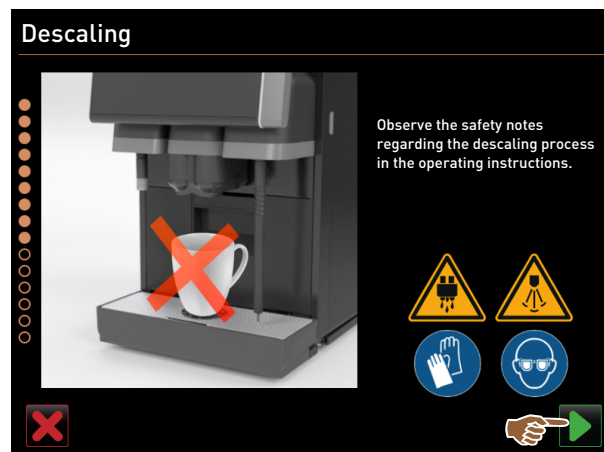 Descaling
Observe the safety notes
regarding the descaling process
in the operating instructions.